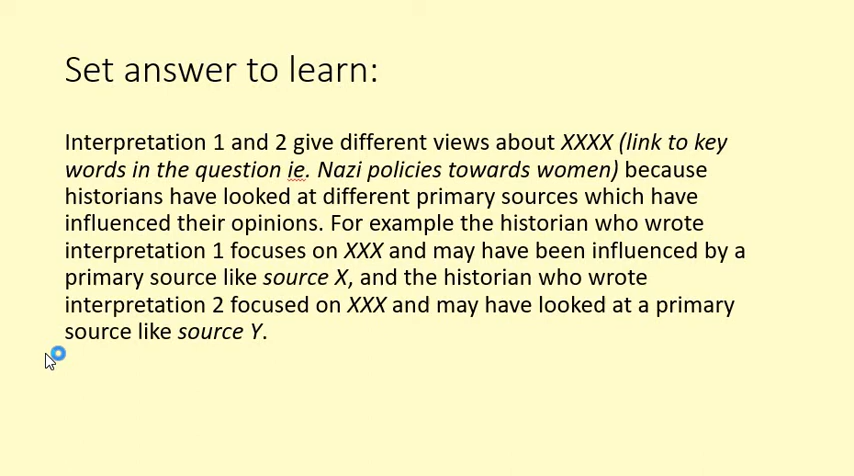 Set answer to learn:
Interpretation 1 and 2 give different views about XXXX (link to key
words in the question ie. Nazi policies towards women) because
historians have looked at different primary sources which have
influenced their opinions. For example the historian who wrote
interpretation 1 focuses on XXX and may have been influenced by a
primary source like source X, and the historian who wrote
interpretation 2 focused on XXX and may have looked at a primary
source like source Y.